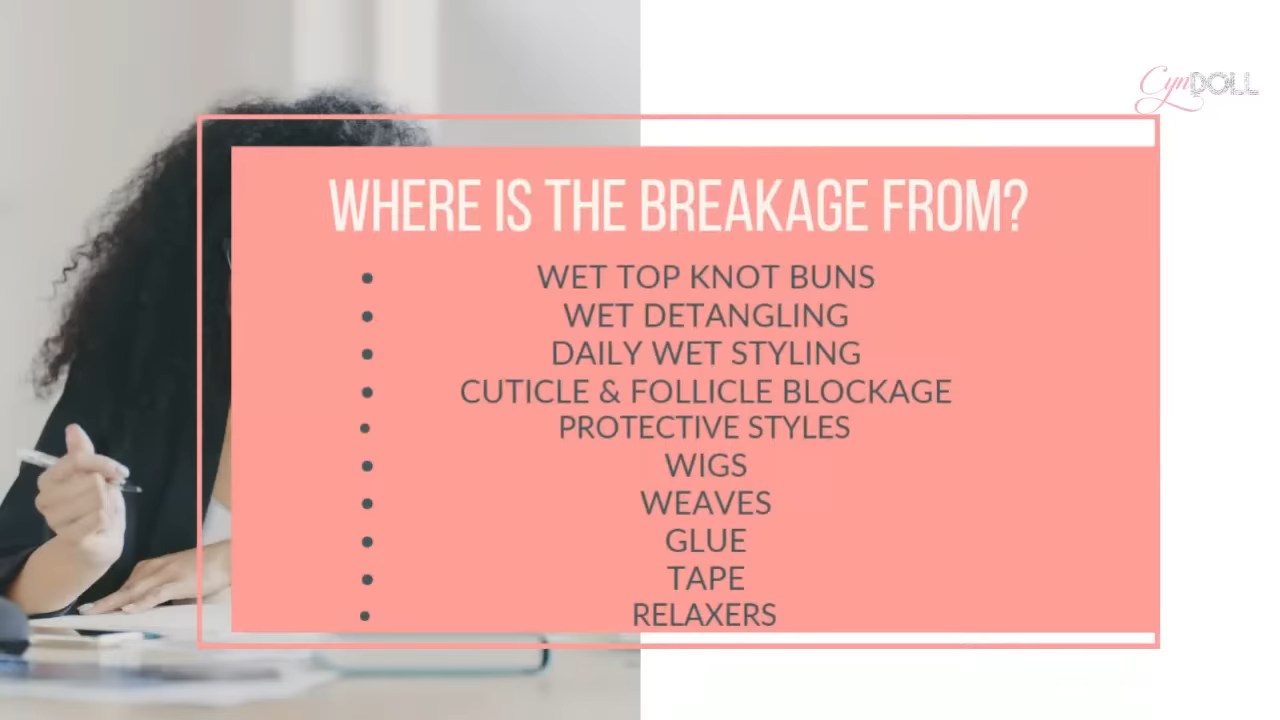 CynDOLL
WHERE IS THE BREAKAGE FROM?
• WET TOP KNOT BUNS
• WET DETANGLING
• DAILY WET STYLING
• CUTICLE & FOLLICLE BLOCKAGE
• PROTECTIVE STYLES
• WIGS
• WEAVES
• GLUE
• TAPE
• RELAXERS